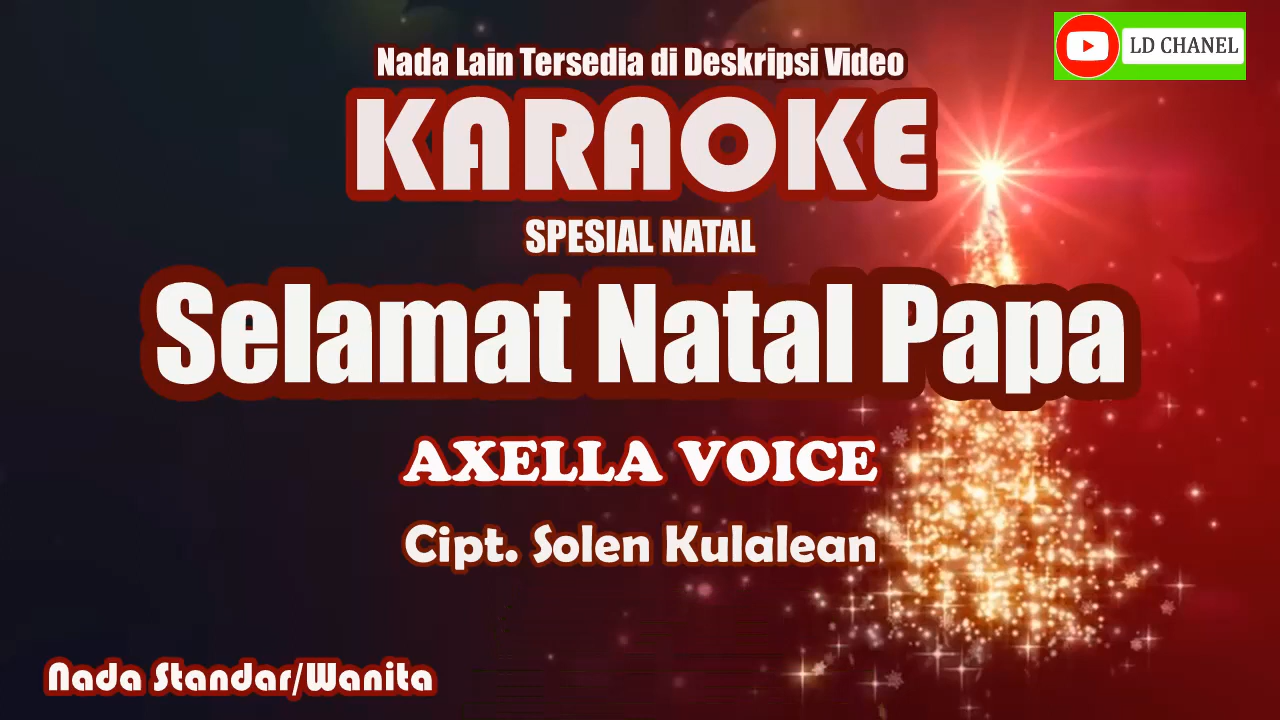 LD CHANEL
Nada Lain Tersedia di Deskripsi Video
KARAOKE
SPESIAL NATAL
Selamat Natal Papa
AXELLA VOICE
Cipt. Solen Kulalean
Nada Standar/Wanita